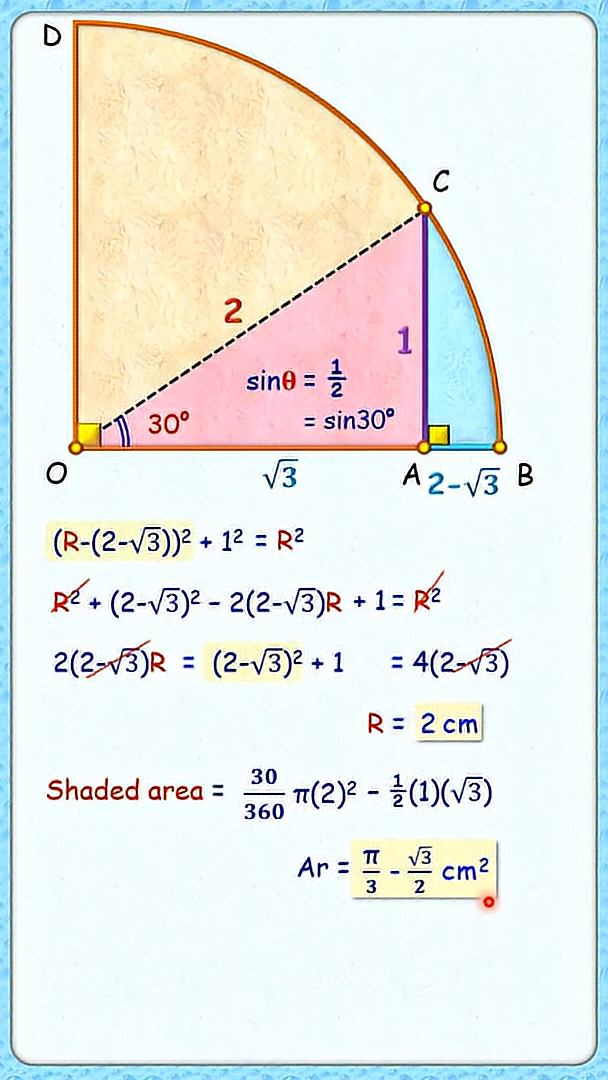 D
C
2
1
sinθ = 1/2
30°
= sin30°
O
√3
A
2-√3
B
(R-(2-√3))² + 1² = R²
R² + (2-√3)² - 2(2-√3)R + 1 = R²
2(2-√3)R = (2-√3)² + 1 = 4(2-√3)
R = 2 cm
Shaded area = 30/360 π(2)² - 1/2(1)(√3)
Ar = π/3 - √3/2 cm²